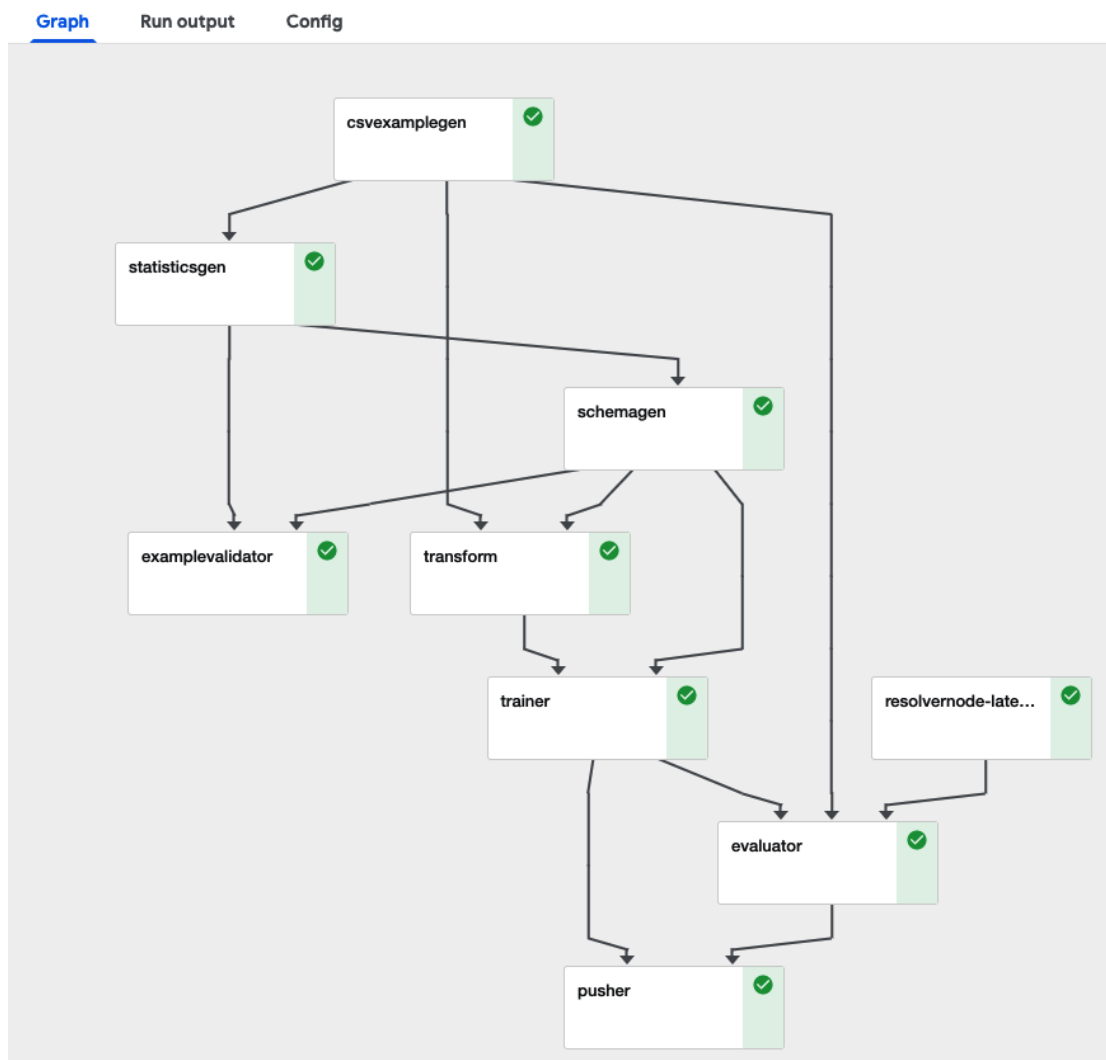 Graph Run output Config
csvexamplegen
statisticsgen
schemagen
examplevalidator
transform
trainer
resolvernode-late...
evaluator
pusher